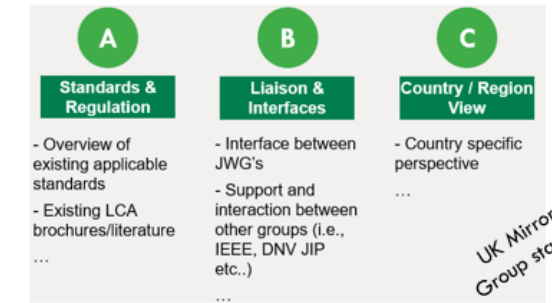 A
Standards &
Regulation
- Overview of
existing applicable
standards
- Existing LCA
brochures/literature
...
B
Liaison &
Interfaces
- Interface between
JWG's
- Support and
interaction between
other groups (i.e.,
IEEE, DNV JIP
etc..)
...
C
Country / Region
View
- Country specific
perspective
...
UK Mirror
Group